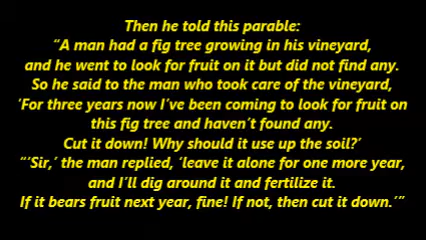 Then he told this parable:
“A man had a fig tree growing in his vineyard,
and he went to look for fruit on it but did not find any.
So he said to the man who took care of the vineyard,
‘For three years now I’ve been coming to look for fruit on
this fig tree and haven’t found any.
Cut it down! Why should it use up the soil?’
“‘Sir,’ the man replied, ‘leave it alone for one more year,
and I’ll dig around it and fertilize it.
If it bears fruit next year, fine! If not, then cut it down.’”